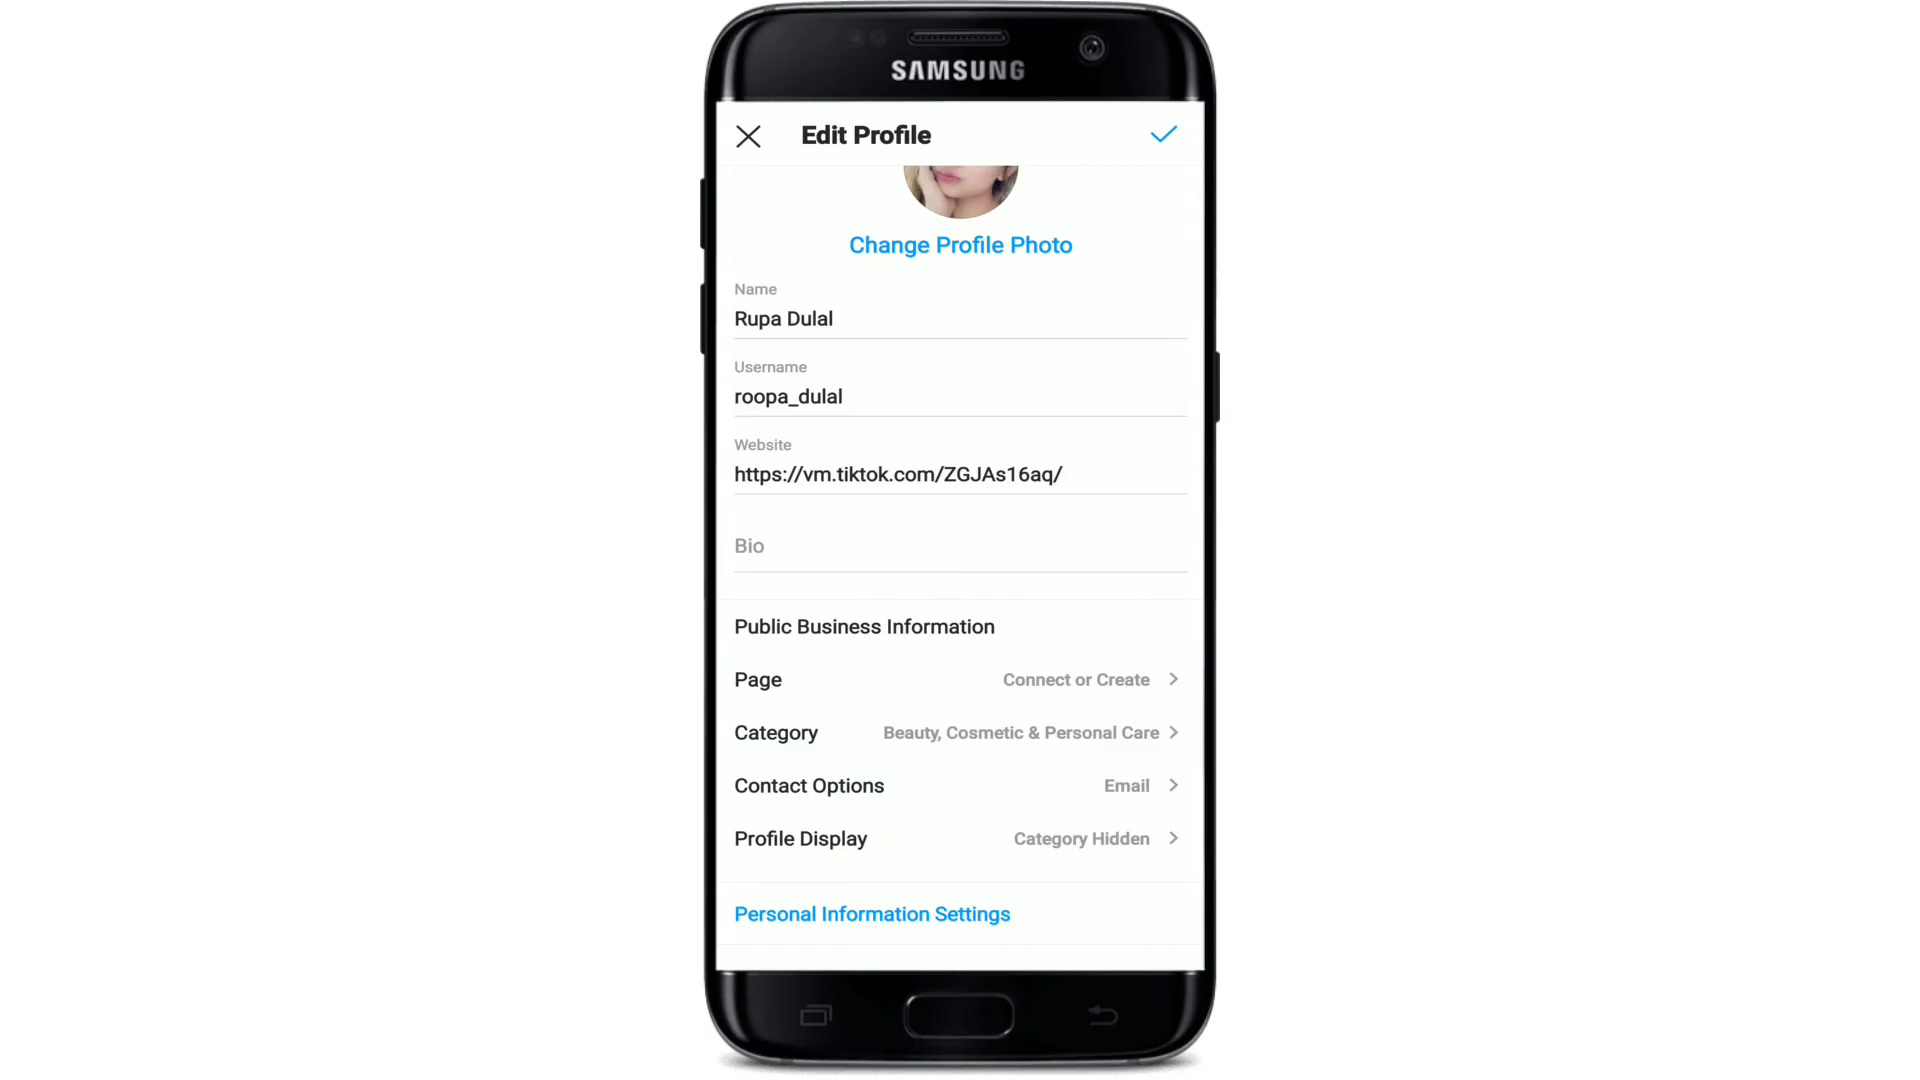 SAMSUNG
Edit Profile
Change Profile Photo
Name
Rupa Dulal
Username
roopa_dulal
Website
https://vm.tiktok.com/ZGJAs16aq/
Bio
Public Business Information
Page Connect or Create
Category Beauty, Cosmetic & Personal Care
Contact Options Email
Profile Display Category Hidden
Personal Information Settings